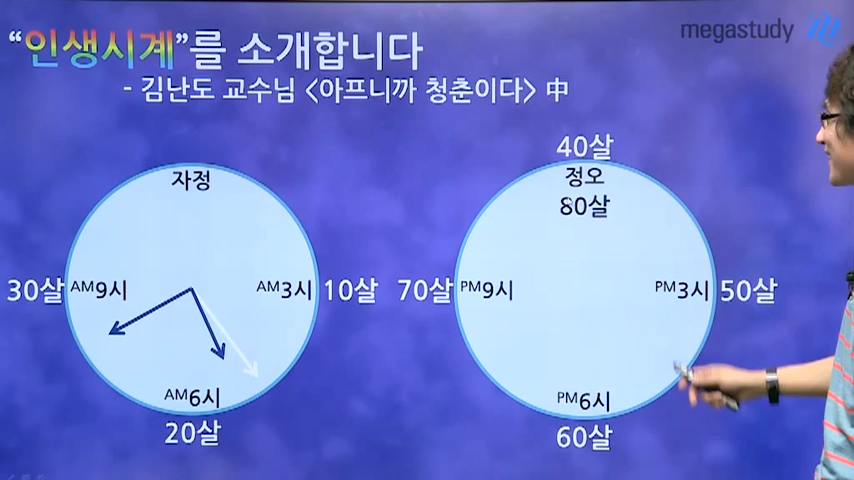 megastudy
“인생시계”를 소개합니다
- 김난도 교수님 <아프니까 청춘이다> 中
자정
30살 AM9시 AM3시 10살
AM6시
20살
40살
정오
80살
70살 PM9시 PM3시 50살
PM6시
60살